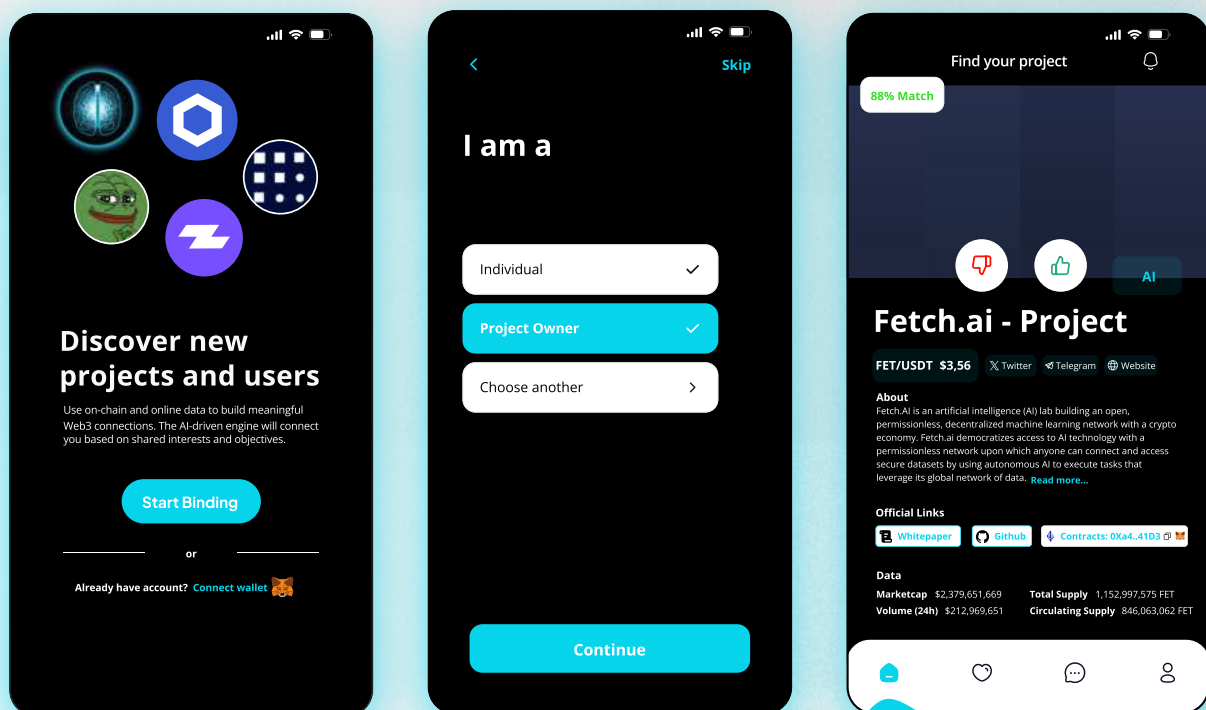 Discover new
projects and users
Use on-chain and online data to build meaningful
Web3 connections. The AI-driven engine will connect
you based on shared interests and objectives.
Start Binding
or
Already have account? Connect wallet
Skip
I am a
Individual
Project Owner
Choose another
Continue
Find your project
88% Match
AI
Fetch.ai - Project
FET/USDT $3,56 Twitter Telegram Website
About
Fetch.AI is an artificial intelligence (AI) lab building an open,
permissionless, decentralized machine learning network with a crypto
economy. Fetch.ai democratizes access to AI technology with a
permissionless network upon which anyone can connect and access
secure datasets by using autonomous AI to execute tasks that
leverage its global network of data. Read more...
Official Links
Whitepaper Github Contracts: 0Xa4..41D3
Data
Marketcap $2,379,651,669 Total Supply 1,152,997,575 FET
Volume (24h) $212,969,651 Circulating Supply 846,063,062 FET